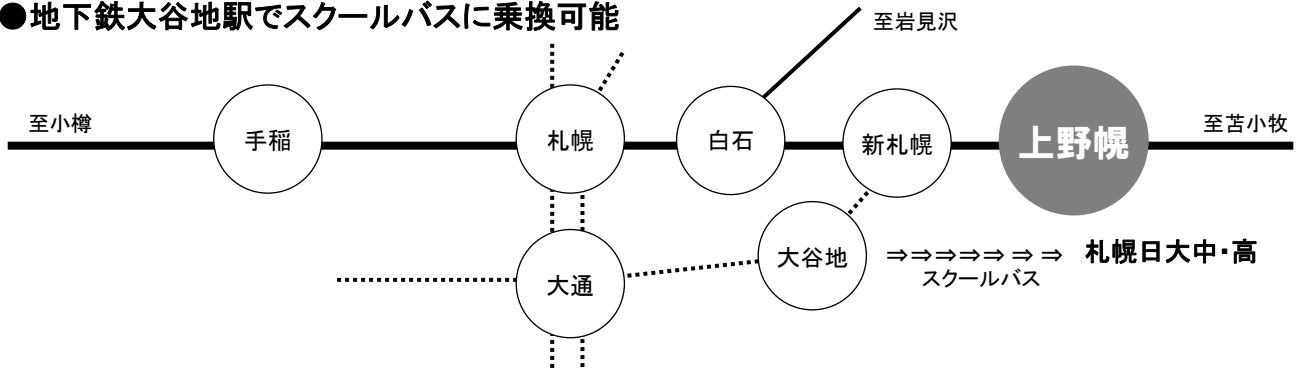 ●地下鉄大谷地駅でスクールバスに乗換可能
至岩見沢
至小樽
手稲
札幌
白石
新札幌
上野幌
至苫小牧
大通
大谷地
⇒⇒⇒⇒⇒⇒⇒
スクールバス
札幌日大中・高